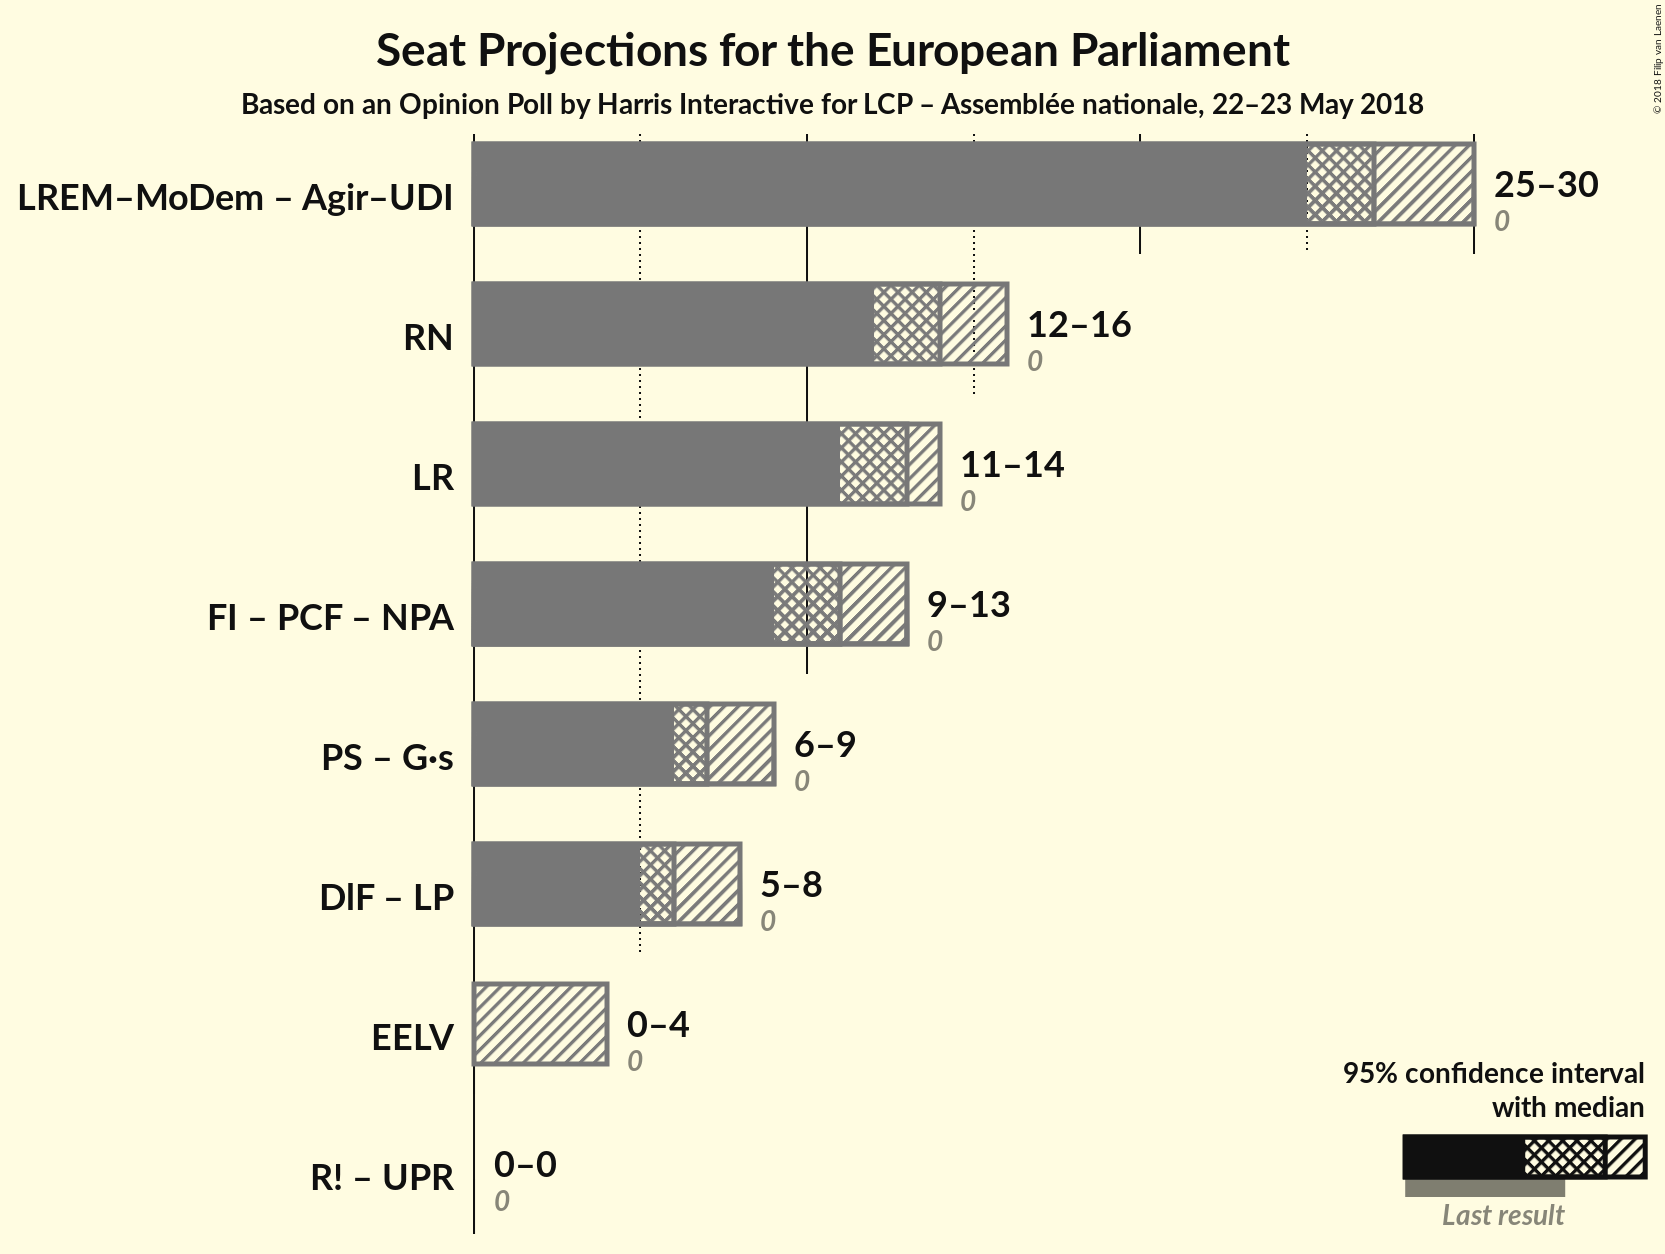 Seat Projections for the European Parliament
Based on an Opinion Poll by Harris Interactive for LCP – Assemblée nationale, 22–23 May 2018
© 2018 Filip van Laenen
LREM–MoDem – Agir–UDI
25–30
0
RN
12–16
0
LR
11–14
0
FI – PCF – NPA
9–13
0
PS – G·s
6–9
0
DlF – LP
5–8
0
EELV
0–4
0
R! – UPR
0–0
0
95% confidence interval
with median
Last result